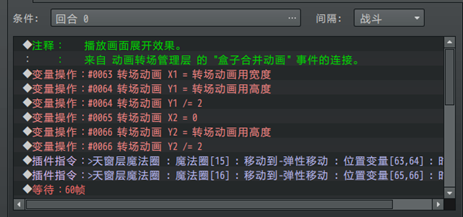 条件: 回合 0 ... 间隔: 战斗
◆注释： 画面展开效果。
： ： 来自 动画转场管理层 的 "盒子合并动画" 事件的连接。
◆变量操作：#0063 转场动画 X1 = 转场动画用宽度
◆变量操作：#0064 转场动画 Y1 = 转场动画用高度
◆变量操作：#0064 转场动画 Y1 /= 2
◆变量操作：#0065 转场动画 X2 = 0
◆变量操作：#0066 转场动画 Y2 = 转场动画用高度
◆变量操作：#0066 转场动画 Y2 /= 2
◆插件指令：>天窗层魔法圈 : 魔法圈[15] : 移动到-弹性移动 : 位置变量[63,64] :
◆插件指令：>天窗层魔法圈 : 魔法圈[16] : 移动到-弹性移动 : 位置变量[65,66] :
◆等待：60帧